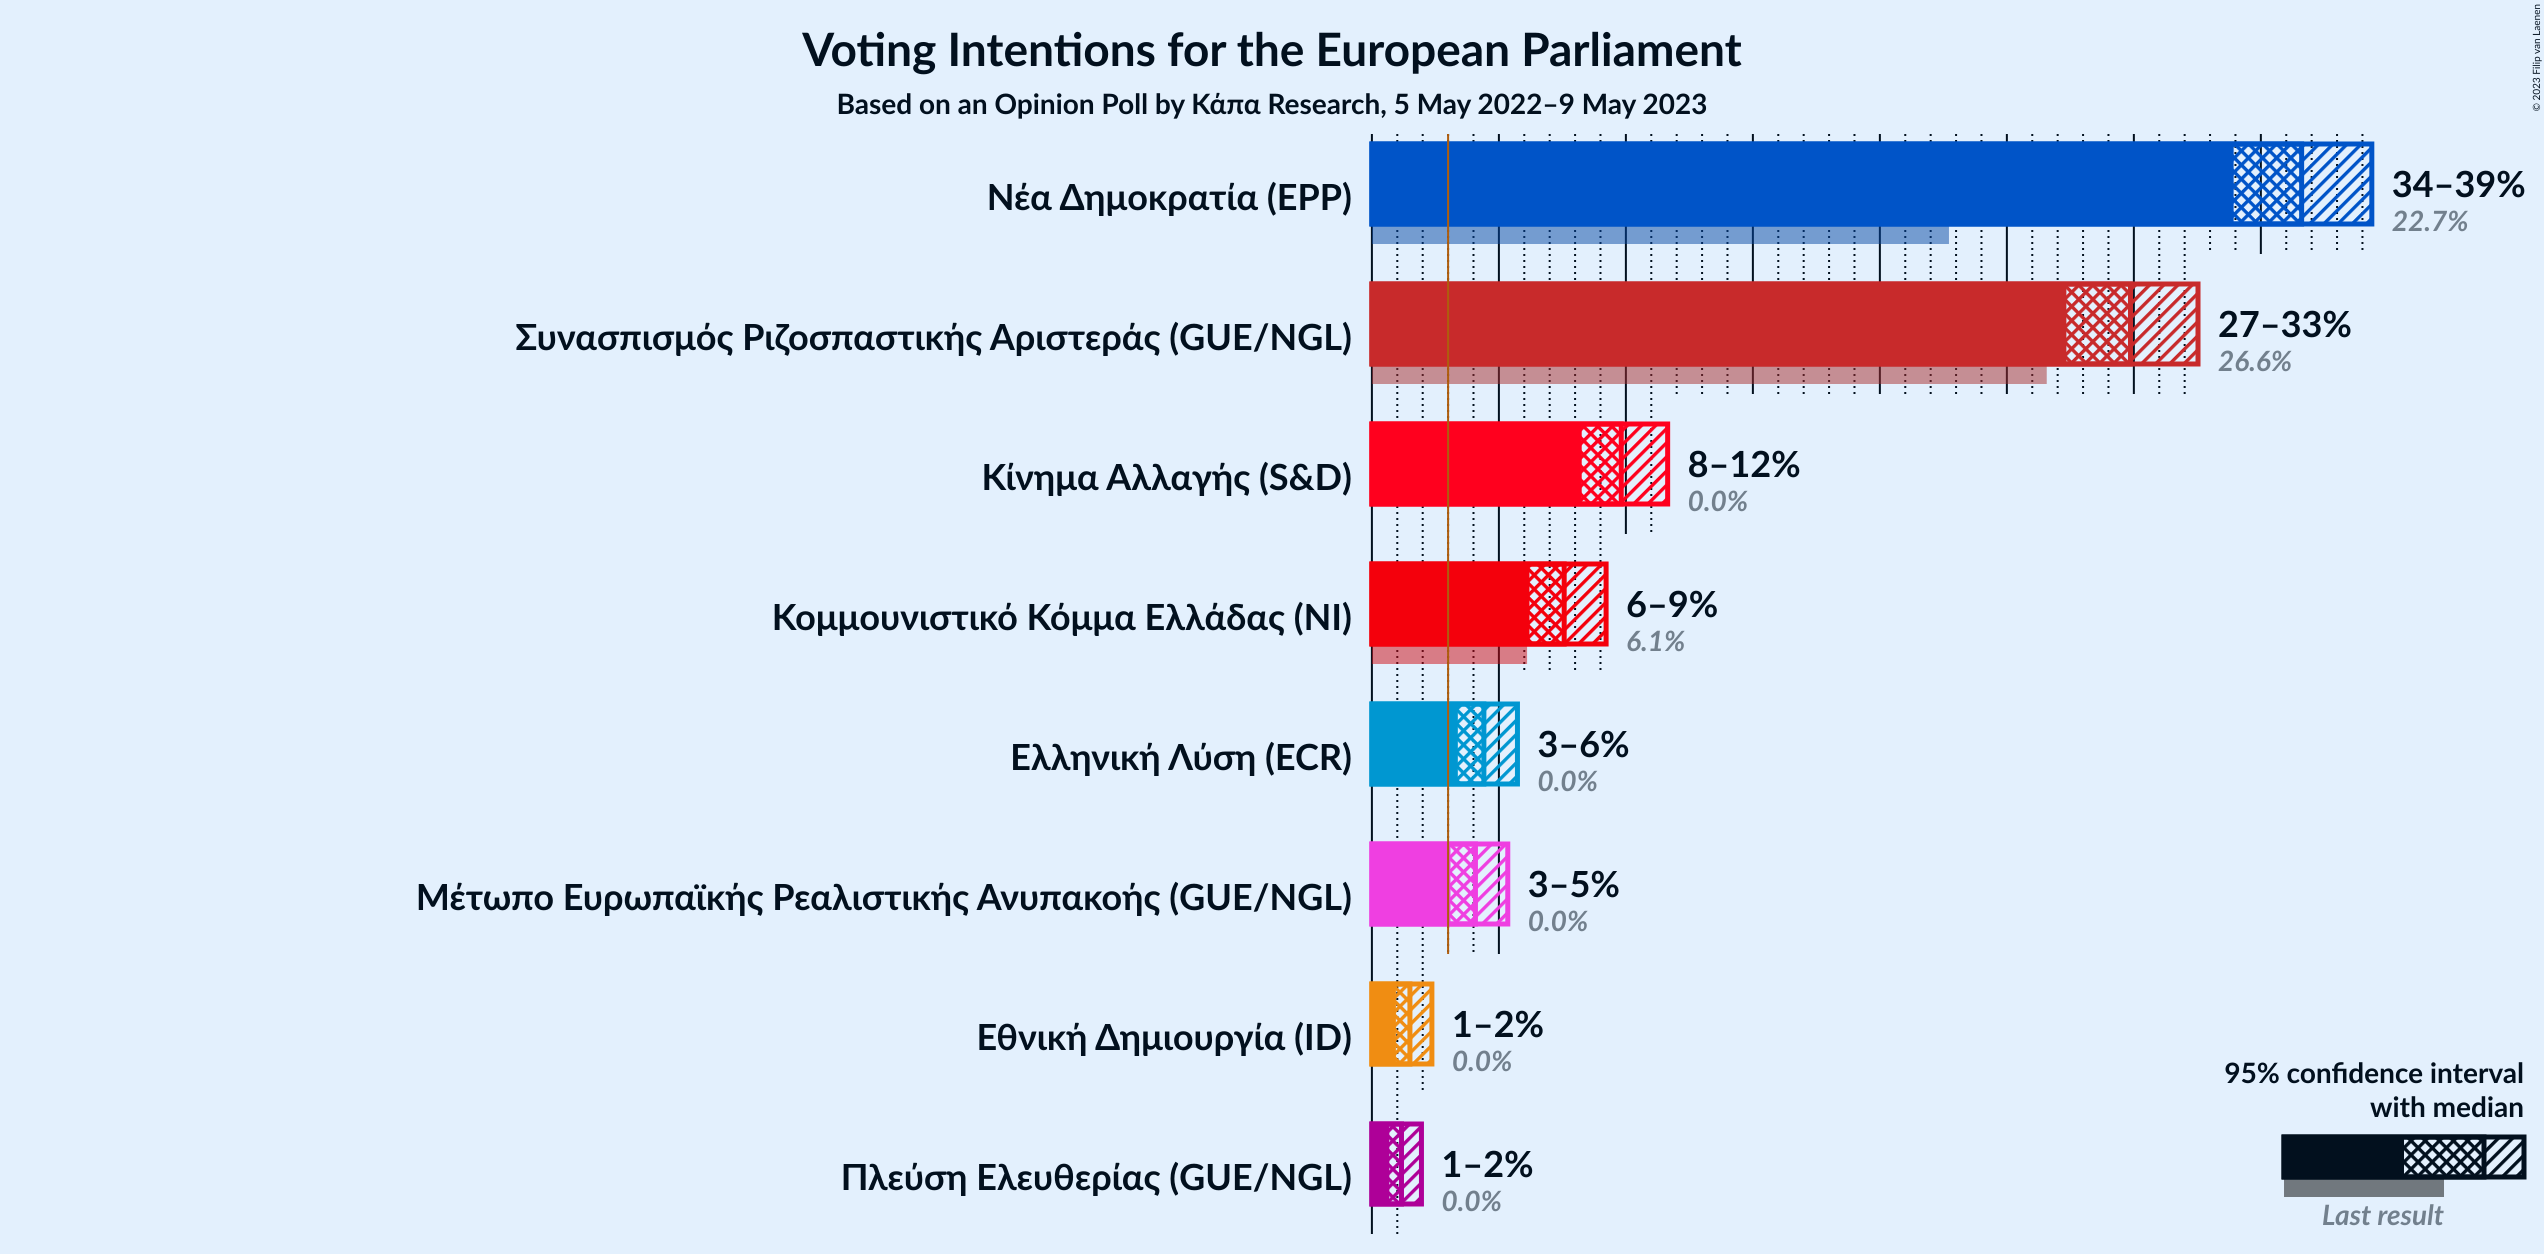 Voting Intentions for the European Parliament
Based on an Opinion Poll by Κάπα Research, 5 May 2022–9 May 2023
© 2023 Filip van Laenen
Νέα Δημοκρατία (EPP)
34–39%
22.7%
Συνασπισμός Ριζοσπαστικής Αριστεράς (GUE/NGL)
27–33%
26.6%
Κίνημα Αλλαγής (S&D)
8–12%
0.0%
Κομμουνιστικό Κόμμα Ελλάδας (NI)
6–9%
6.1%
Ελληνική Λύση (ECR)
3–6%
0.0%
Μέτωπο Ευρωπαϊκής Ρεαλιστικής Ανυπακοής (GUE/NGL)
3–5%
0.0%
Εθνική Δημιουργία (ID)
1–2%
0.0%
Πλεύση Ελευθερίας (GUE/NGL)
1–2%
0.0%
95% confidence interval
with median
Last result